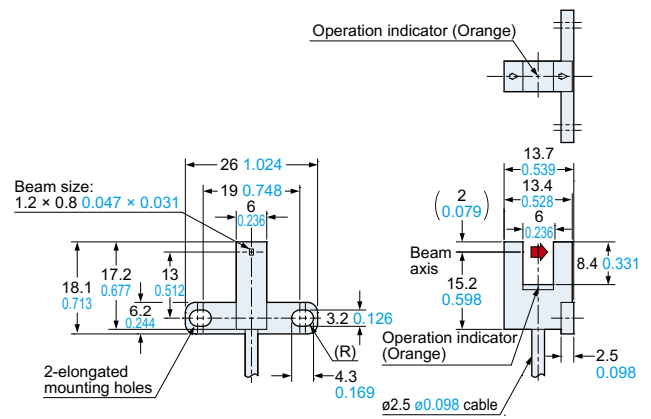 Operation indicator (Orange)
26 1.024
19 0.748
6
0.236
Beam size:
1.2 × 0.8 0.047 × 0.031
18.1
0.713
17.2
0.677
13
0.512
6.2
0.244
3.2 0.126
(R)
2-elongated
mounting holes
4.3
0.169
13.7
0.539
13.4
0.528
6
0.236
(2
0.079)
Beam
axis
8.4 0.331
15.2
0.598
Operation indicator
(Orange)
2.5
0.098
ø2.5 ø0.098 cable